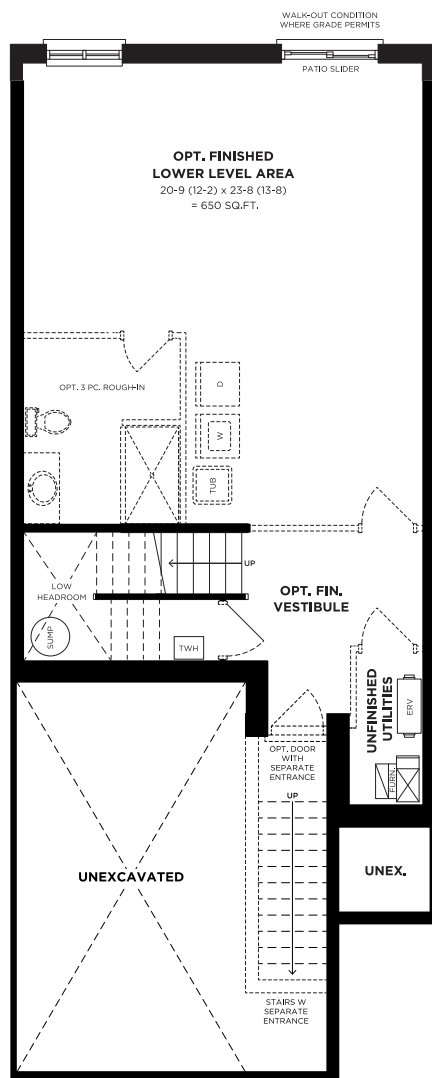 WALK-OUT CONDITION
WHERE GRADE PERMITS
PATIO SLIDER
OPT. FINISHED
LOWER LEVEL AREA
20-9 (12-2) x 23-8 (13-8)
= 650 SQ.FT.
OPT. 3 PC. ROUGH-IN
D
W
TUB
UP
LOW
HEADROOM
SUMP
TWH
OPT. FIN.
VESTIBULE
UNFINISHED
UTILITIES
ERV
FURN.
OPT. DOOR
WITH
SEPARATE
ENTRANCE
UP
UNEXCAVATED
UNEX.
STAIRS W
SEPARATE
ENTRANCE